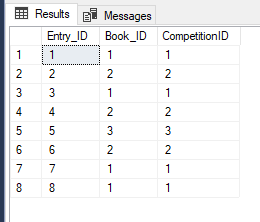 Results Messages
Entry_ID Book_ID CompetitionID
1 1 1 1
2 2 2 2
3 3 1 1
4 4 2 2
5 5 3 3
6 6 2 2
7 7 1 1
8 8 1 1